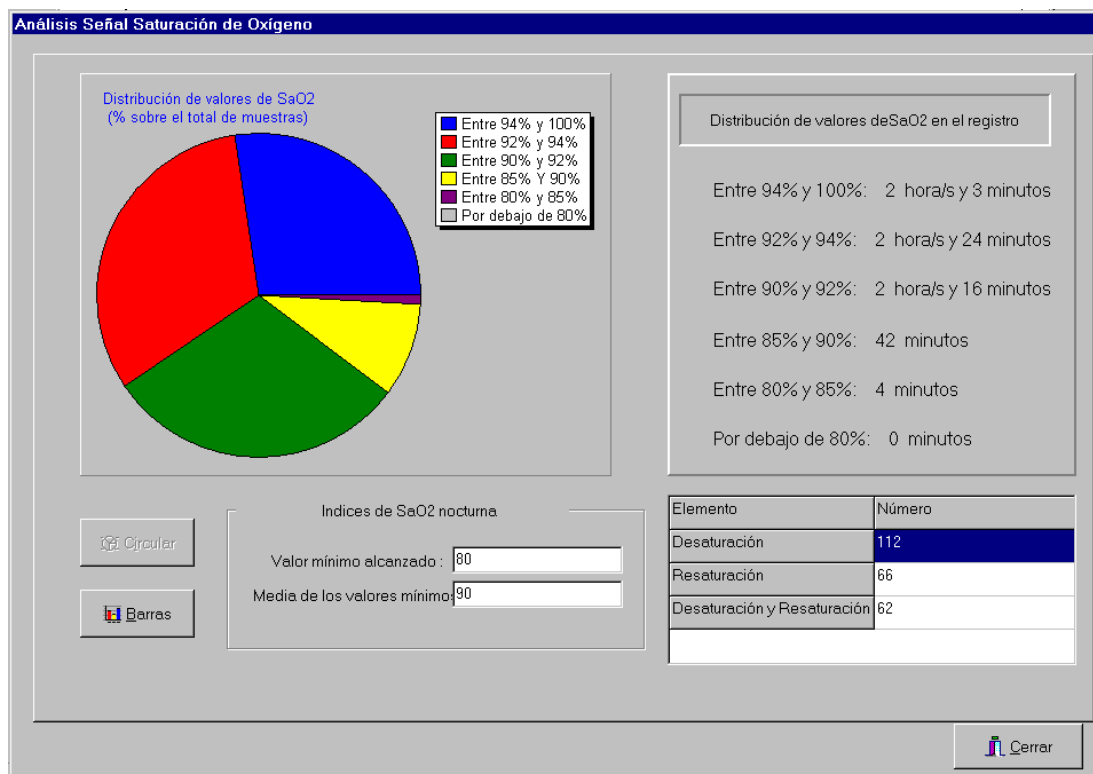 Análisis Señal Saturación de Oxígeno
Distribución de valores de SaO2
(% sobre el total de muestras)
Entre 94% y 100%
Entre 92% y 94%
Entre 90% y 92%
Entre 85% Y 90%
Entre 80% y 85%
Por debajo de 80%
Distribución de valores deSaO2 en el registro
Entre 94% y 100%: 2 hora/s y 3 minutos
Entre 92% y 94%: 2 hora/s y 24 minutos
Entre 90% y 92%: 2 hora/s y 16 minutos
Entre 85% y 90%: 42 minutos
Entre 80% y 85%: 4 minutos
Por debajo de 80%: 0 minutos
Circular
Barras
Indices de SaO2 nocturna
Valor mínimo alcanzado : 80
Media de los valores mínimos 90
Elemento Número
Desaturación 112
Resaturación 66
Desaturación y Resaturación 62
Cerrar